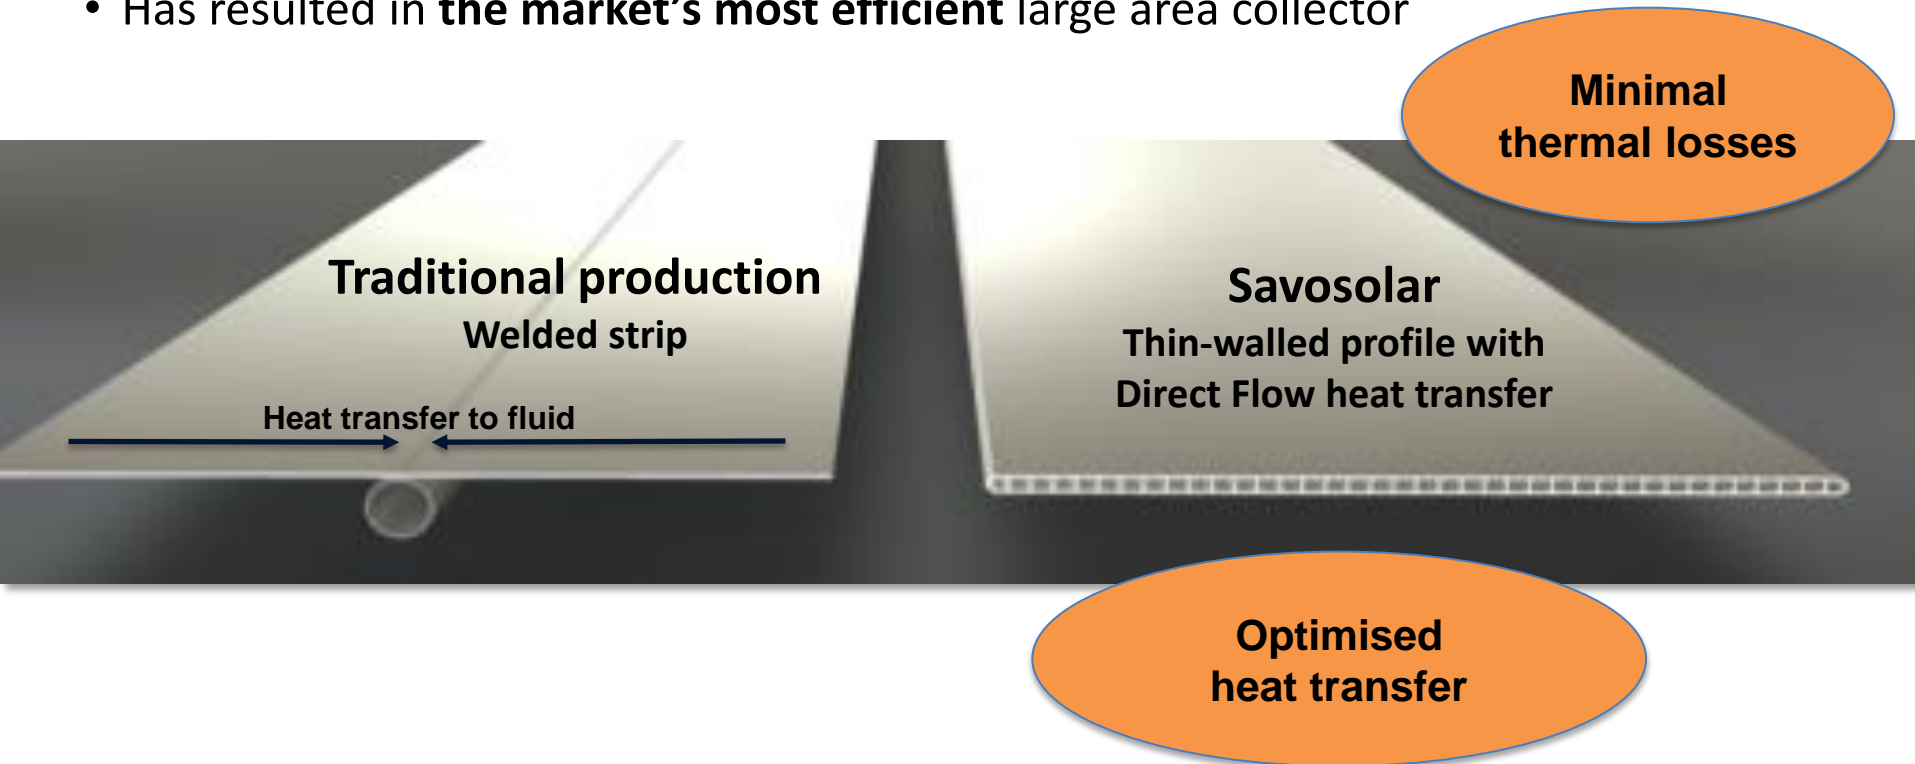 • Has resulted in the market's most efficient large area collector
Minimal
thermal losses
Traditional production
Welded strip
Heat transfer to fluid
Savosolar
Thin-walled profile with
Direct Flow heat transfer
Optimised
heat transfer